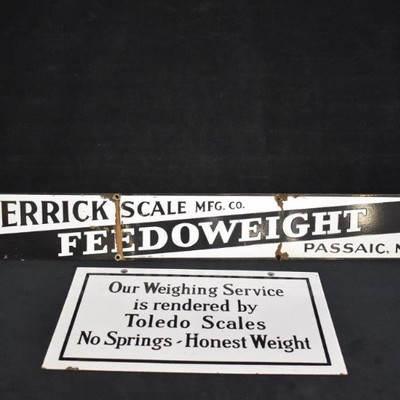 ERRICK SCALE MFG. CO.
FEEDOWEIGHT
PASSAIC, N
Our Weighing Service
is rendered by
Toledo Scales
No Springs - Honest Weight